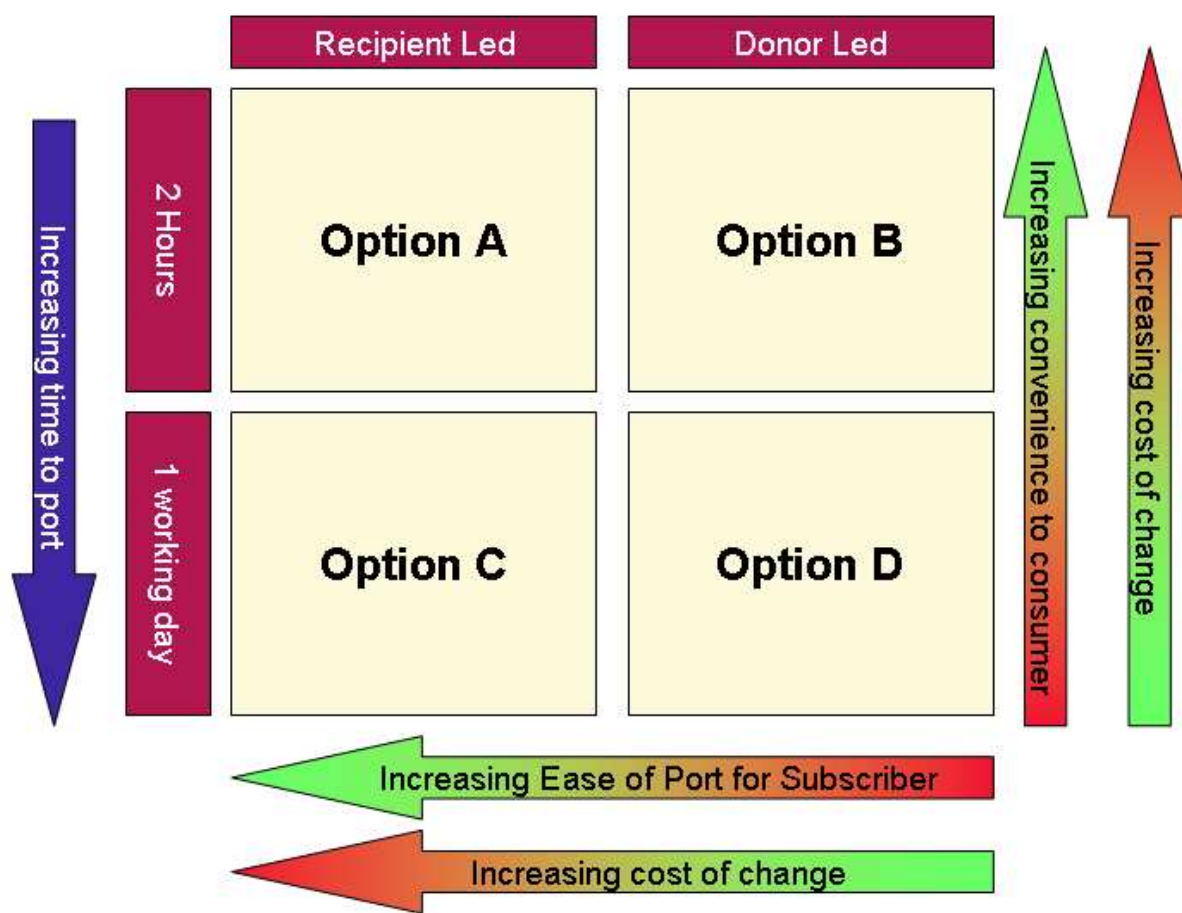 Recipient Led
Donor Led
Increasing time to port
2 Hours
Option A
Option B
Increasing convenience to consumer
Increasing cost of change
1 working day
Option C
Option D
Increasing Ease of Port for Subscriber
Increasing cost of change